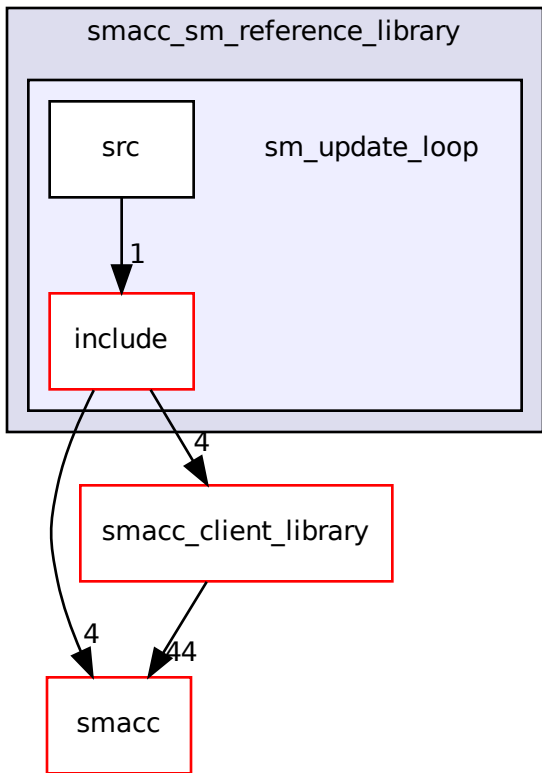 smacc_sm_reference_library
src
sm_update_loop
1
include
4
smacc_client_library
4
44
smacc